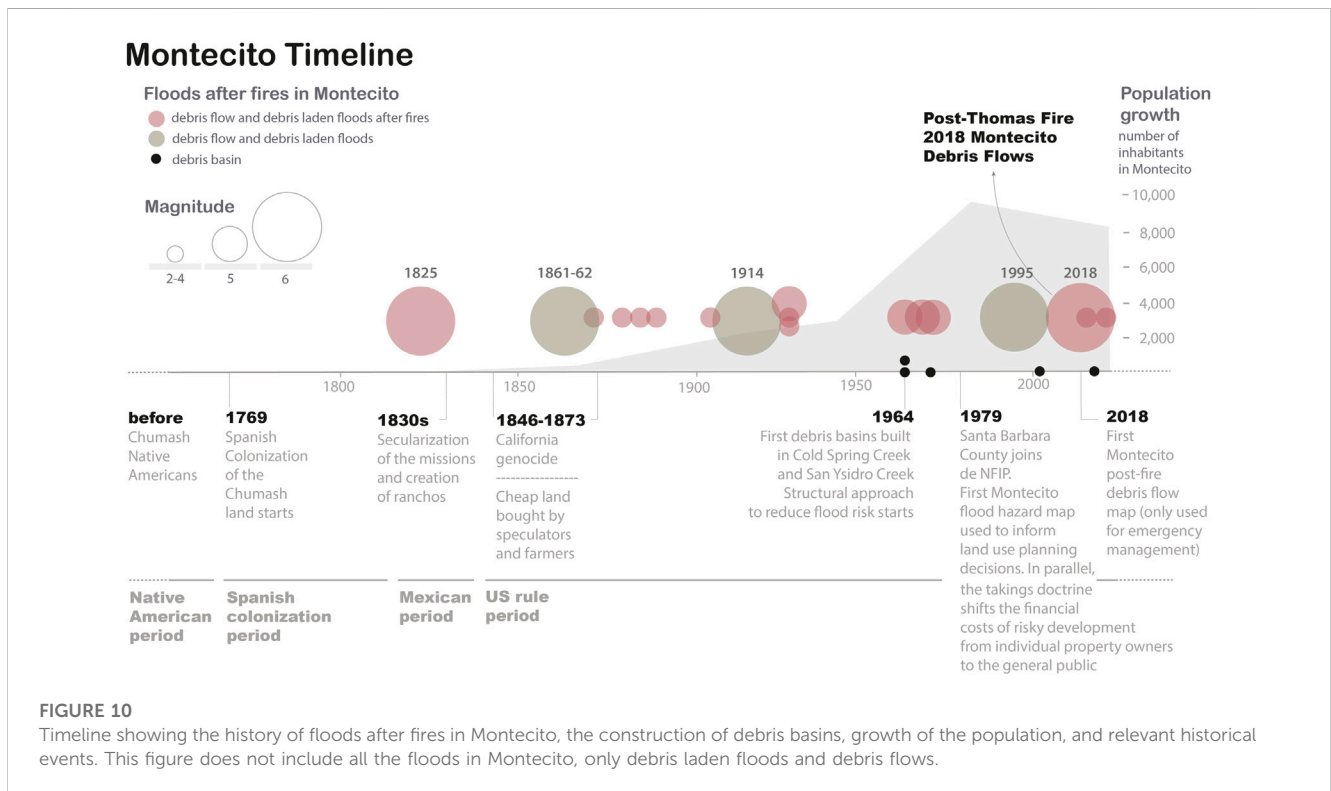 Montecito Timeline
Floods after fires in Montecito
debris flow and debris laden floods after fires
debris flow and debris laden floods
debris basin
Magnitude
2-4
5
6
Post-Thomas Fire
2018 Montecito
Debris Flows
Population
growth
number of
inhabitants
in Montecito
10,000
8,000
6,000
4,000
2,000
1825
1861-62
1914
1995
2018
1800
1850
1900
1950
2000
before
Chumash
Native
Americans
1769
Spanish
Colonization
of the
Chumash
land starts
1830s
Secularization
of the missions
and creation
of ranchos
1846-1873
California
genocide
-----------------
Cheap land
bought by
speculators
and farmers
1964
First debris basins built
in Cold Spring Creek
and San Ysidro Creek
Structural approach
to reduce flood risk starts
1979
Santa Barbara
County joins
de NFIP.
First Montecito
flood hazard map
used to inform
land use planning
decisions. In parallel,
the takings doctrine
shifts the financial
costs of risky development
from individual property owners
to the general public
2018
First
Montecito
post-fire
debris flow
map (only used
for emergency
management)
Native
American
period
Spanish
colonization
period
Mexican
period
US rule
period
FIGURE 10
Timeline showing the history of floods after fires in Montecito, the construction of debris basins, growth of the population, and relevant historical
events. This figure does not include all the floods in Montecito, only debris laden floods and debris flows.